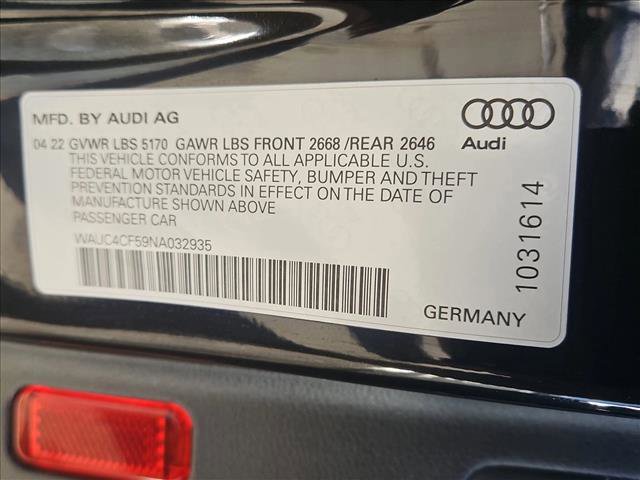 MFD. BY AUDI AG
04 22 GVWR LBS 5170 GAWR LBS FRONT 2668 /REAR 2646
THIS VEHICLE CONFORMS TO ALL APPLICABLE U.S.
FEDERAL MOTOR VEHICLE SAFETY, BUMPER AND THEFT
PREVENTION STANDARDS IN EFFECT ON THE DATE OF
MANUFACTURE SHOWN ABOVE
PASSENGER CAR
WAUC4CF59NA032935
Audi
1031614
GERMANY